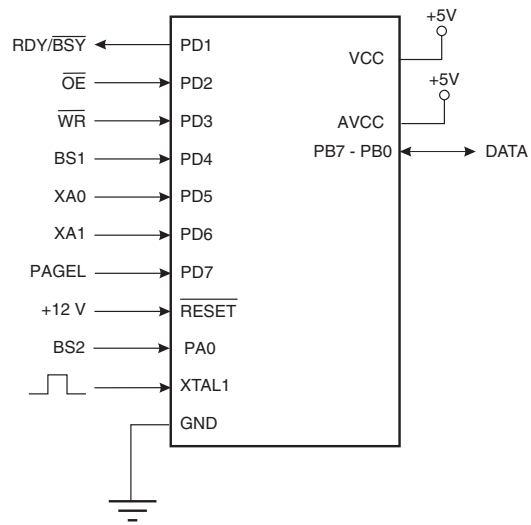 +5V
RDY/BSY PD1
VCC
OE PD2
+5V
WR PD3
AVCC
BS1 PD4 PB7 - PB0 DATA
XA0 PD5
XA1 PD6
PAGEL PD7
+12 V RESET
BS2 PA0
XTAL1
GND